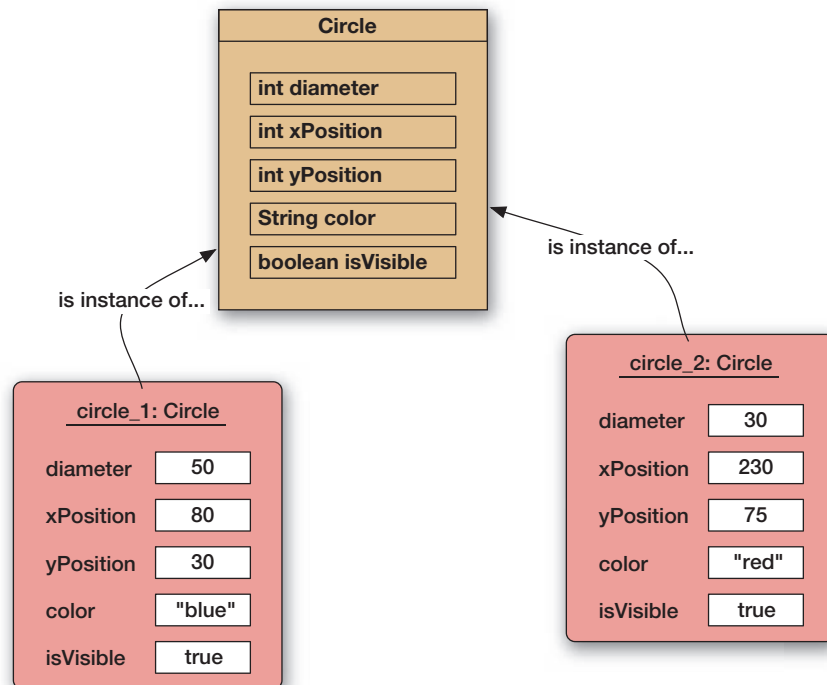 Circle
int diameter
int xPosition
int yPosition
String color
boolean isVisible
is instance of...
is instance of...
circle_1: Circle
diameter 50
xPosition 80
yPosition 30
color "blue"
isVisible true
circle_2: Circle
diameter 30
xPosition 230
yPosition 75
color "red"
isVisible true